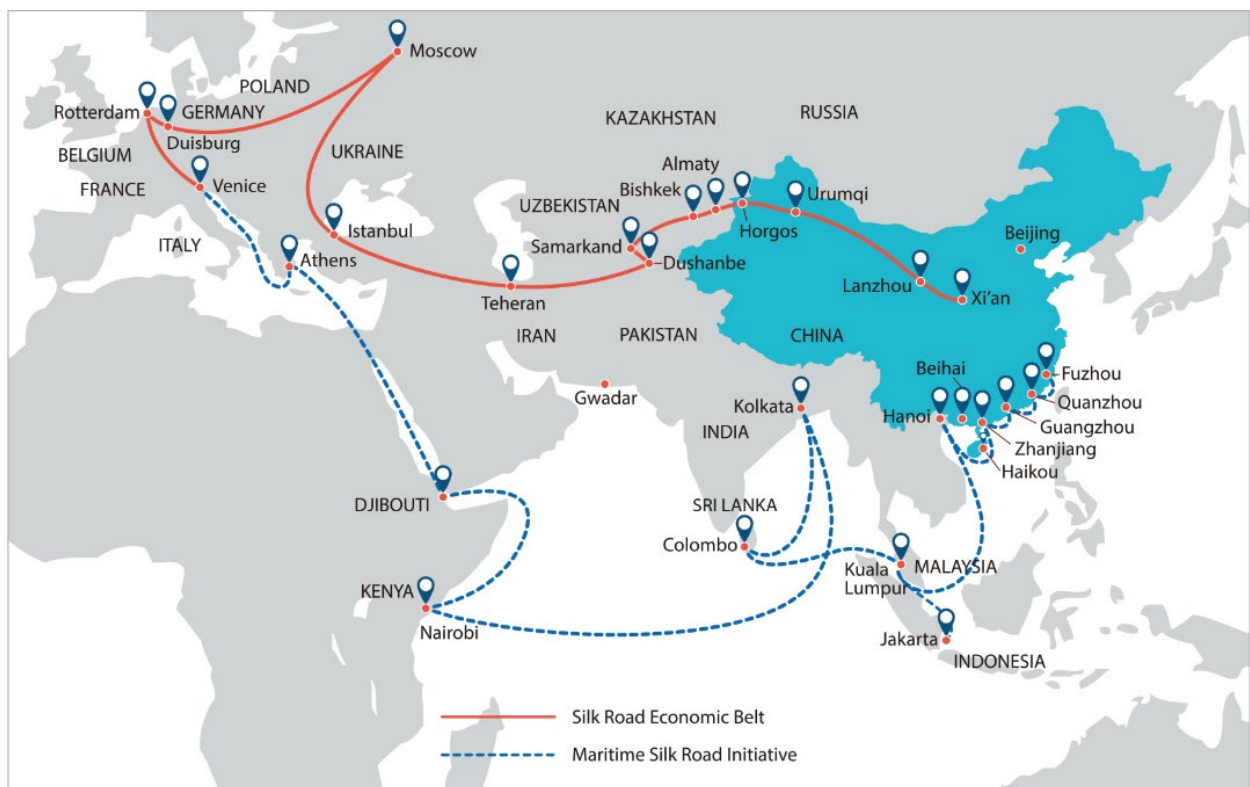 Moscow
POLAND
Rotterdam
GERMANY
Duisburg
KAZAKHSTAN
RUSSIA
BELGIUM
UKRAINE
Almaty
FRANCE
Venice
Bishkek
Urumqi
UZBEKISTAN
Istanbul
Horgos
ITALY
Samarkand
Beijing
Athens
Dushanbe
Lanzhou
Teheran
Xi'an
IRAN
PAKISTAN
CHINA
Beihai
Fuzhou
Gwadar
Kolkata
Hanoi
Quanzhou
INDIA
Guangzhou
Zhanjiang
Haikou
DJIBOUTI
SRI LANKA
Colombo
Kuala
Lumpur
MALAYSIA
KENYA
Nairobi
Jakarta
INDONESIA
Silk Road Economic Belt
Maritime Silk Road Initiative